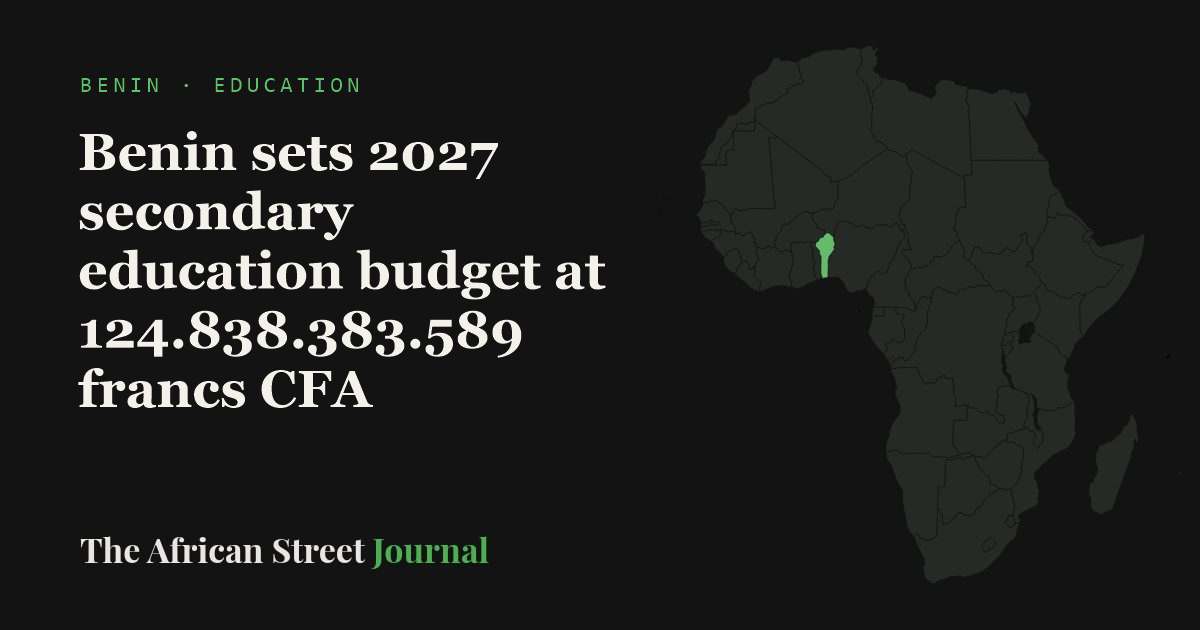 BENIN · EDUCATION
Benin sets 2027
secondary
education budget at
124.838.383.589
francs CFA
The African Street Journal